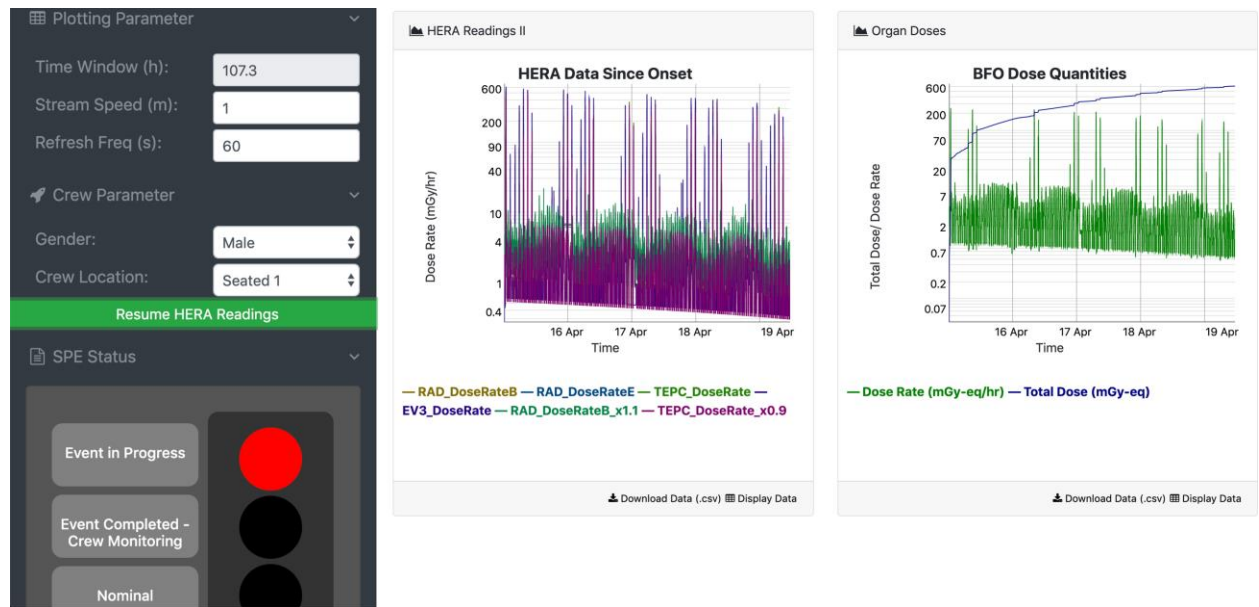 Plotting Parameter
Time Window (h):
107.3
Stream Speed (m):
1
Refresh Freq (s):
60
Crew Parameter
Gender:
Male
Crew Location:
Seated 1
Resume HERA Readings
SPE Status
Event in Progress
Event Completed -
Crew Monitoring
Nominal
HERA Readings II
HERA Data Since Onset
Dose Rate (mGy/hr)
600
200
90
40
10
4
1
0.4
16 Apr
17 Apr
18 Apr
19 Apr
Time
— RAD_DoseRateB — RAD_DoseRateE — TEPC_DoseRate —
EV3_DoseRate — RAD_DoseRateB_x1.1 — TEPC_DoseRate_x0.9
Download Data (.csv) Display Data
Organ Doses
BFO Dose Quantities
Total Dose/ Dose Rate
600
200
70
20
7
2
0.7
0.2
0.07
16 Apr
17 Apr
18 Apr
19 Apr
Time
— Dose Rate (mGy-eq/hr) — Total Dose (mGy-eq)
Download Data (.csv) Display Data